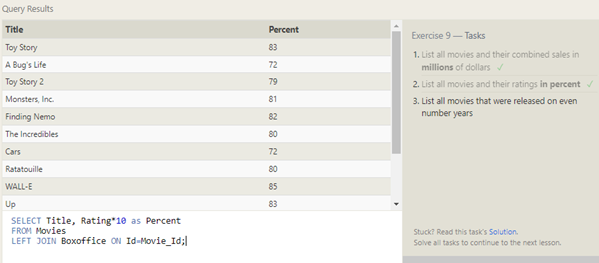 Query Results
Title Percent
Toy Story 83
A Bug's Life 72
Toy Story 2 79
Monsters, Inc. 81
Finding Nemo 82
The Incredibles 80
Cars 72
Ratatouille 80
WALL-E 85
Up 83
SELECT Title, Rating*10 as Percent
FROM Movies
LEFT JOIN Boxoffice ON Id=Movie_Id;
Exercise 9 — Tasks
1. List all movies and their combined sales in
millions of dollars ✓
2. List all movies and their ratings in percent ✓
3. List all movies that were released on even
number years
Stuck? Read this task's Solution.
Solve all tasks to continue to the next lesson.